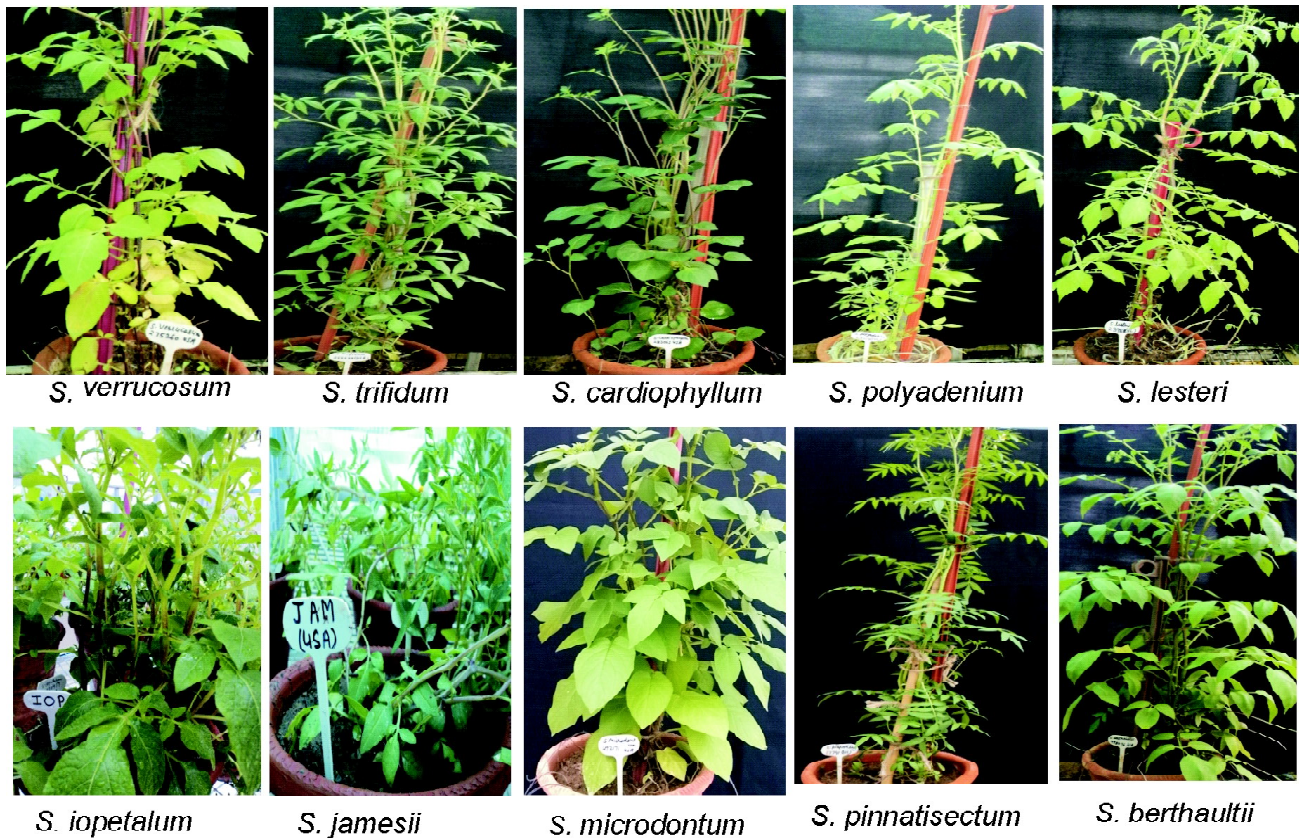 S. verrucosum
S. trifidum
S. cardiophyllum
S. polyadenium
S. lesteri
IOP
JAM
(USA)
S. iopetalum
S. jamesii
S. microdontum
S. pinnatisectum
S. berthaultii